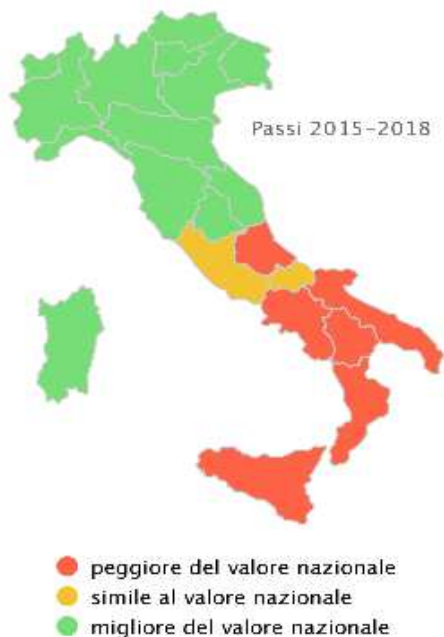 Passi 2015-2018
peggiore del valore nazionale
simile al valore nazionale
migliore del valore nazionale